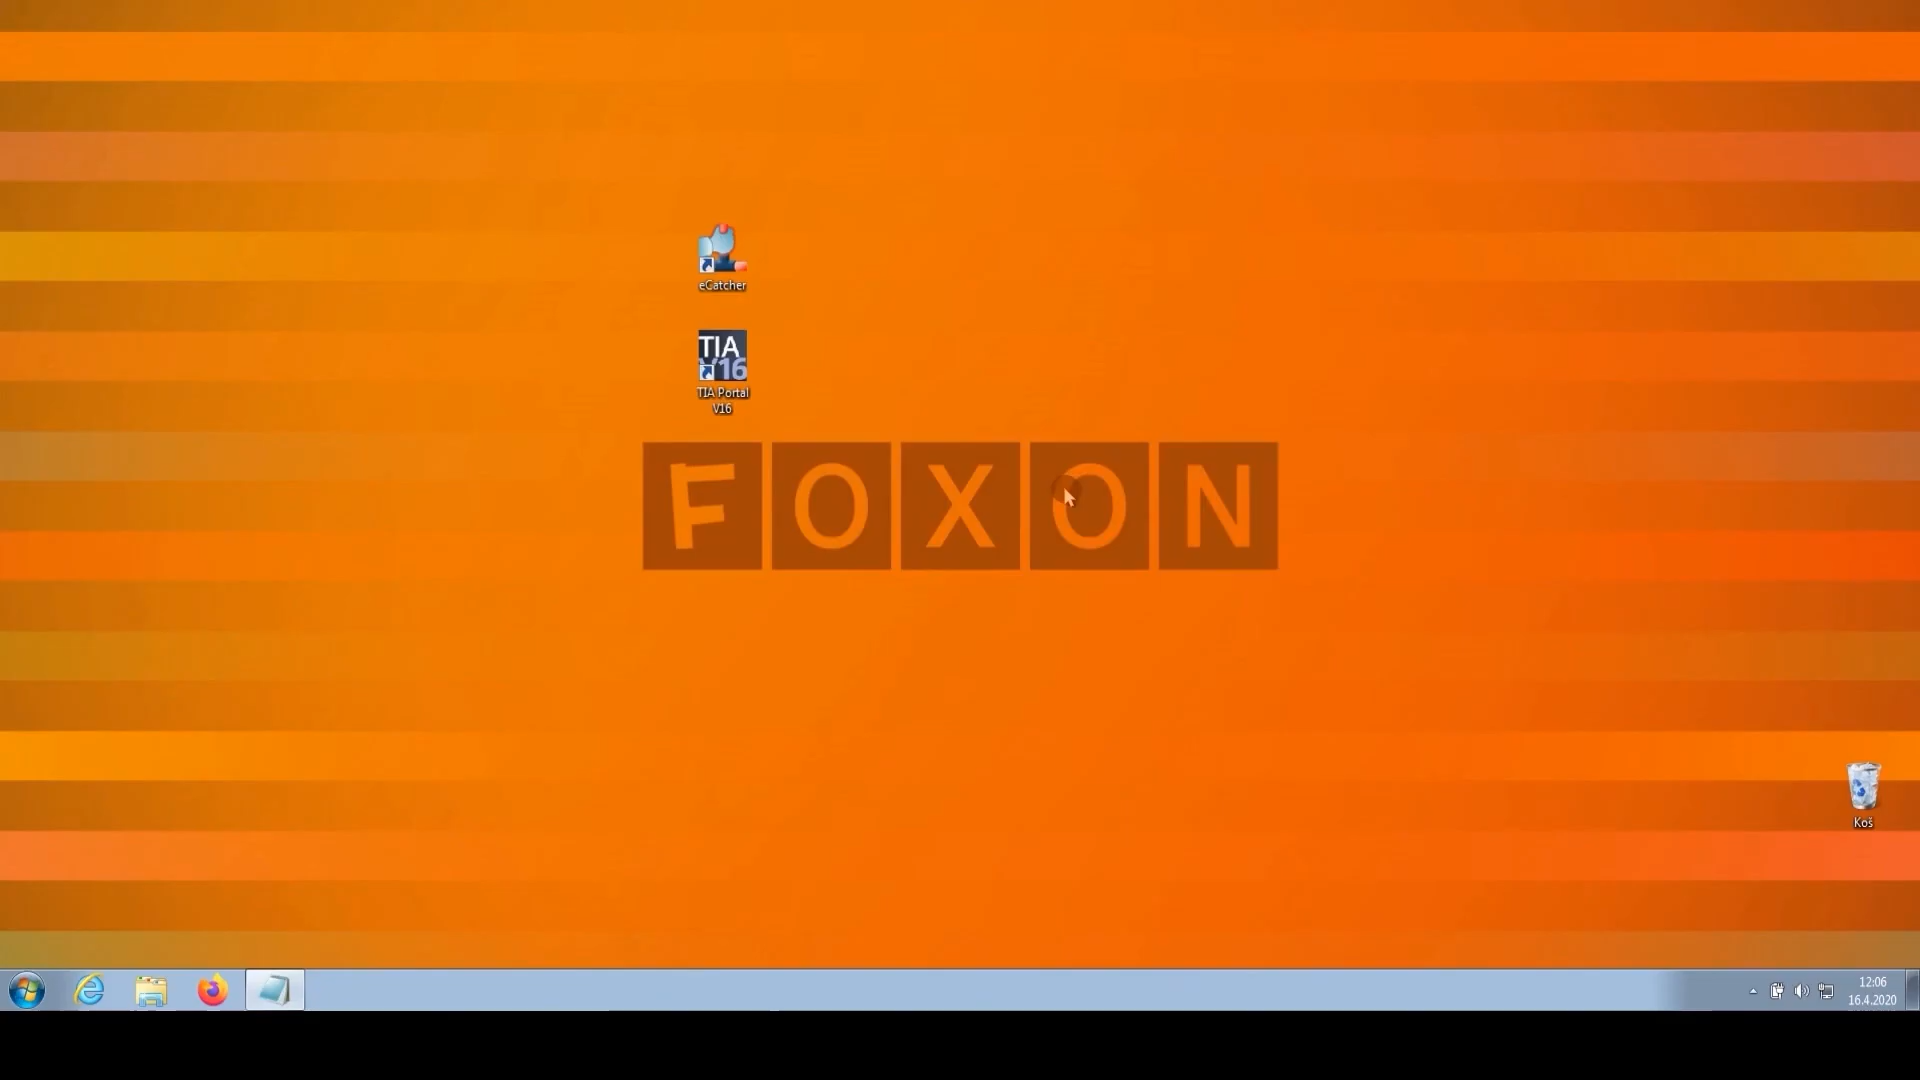 eCatcher
TIA
V16
TIA Portal
V16
FOXON
Koš
12:06
16.4.2020